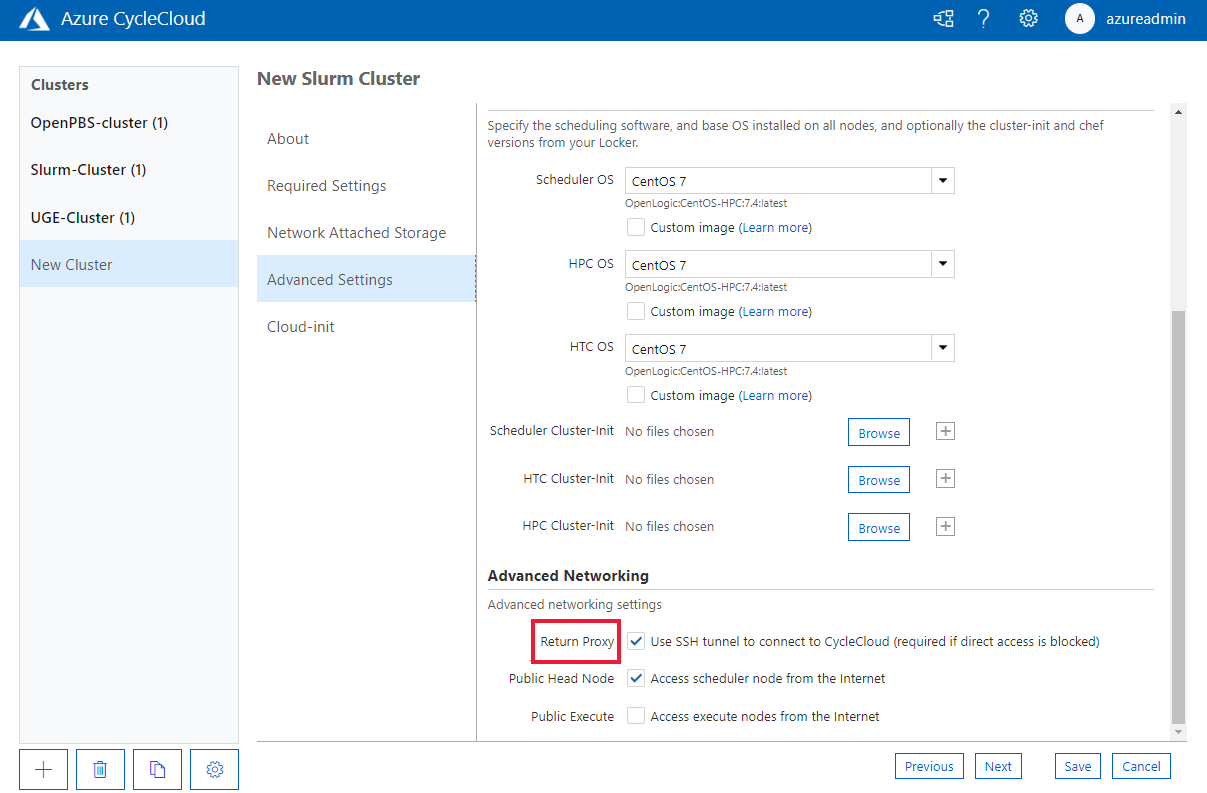 Azure CycleCloud
A
azureadmin
Clusters
OpenPBS-cluster (1)
Slurm-Cluster (1)
UGE-Cluster (1)
New Cluster
New Slurm Cluster
About
Required Settings
Network Attached Storage
Advanced Settings
Cloud-init
Specify the scheduling software, and base OS installed on all nodes, and optionally the cluster-init and chef
versions from your Locker.
Scheduler OS CentOS 7
OpenLogic:CentOS-HPC:7.4:latest
Custom image (Learn more)
HPC OS CentOS 7
OpenLogic:CentOS-HPC:7.4:latest
Custom image (Learn more)
HTC OS CentOS 7
OpenLogic:CentOS-HPC:7.4:latest
Custom image (Learn more)
Scheduler Cluster-Init No files chosen Browse
HTC Cluster-Init No files chosen Browse
HPC Cluster-Init No files chosen Browse
Advanced Networking
Advanced networking settings
Return Proxy Use SSH tunnel to connect to CycleCloud (required if direct access is blocked)
Public Head Node Access scheduler node from the Internet
Public Execute Access execute nodes from the Internet
Previous Next Save Cancel